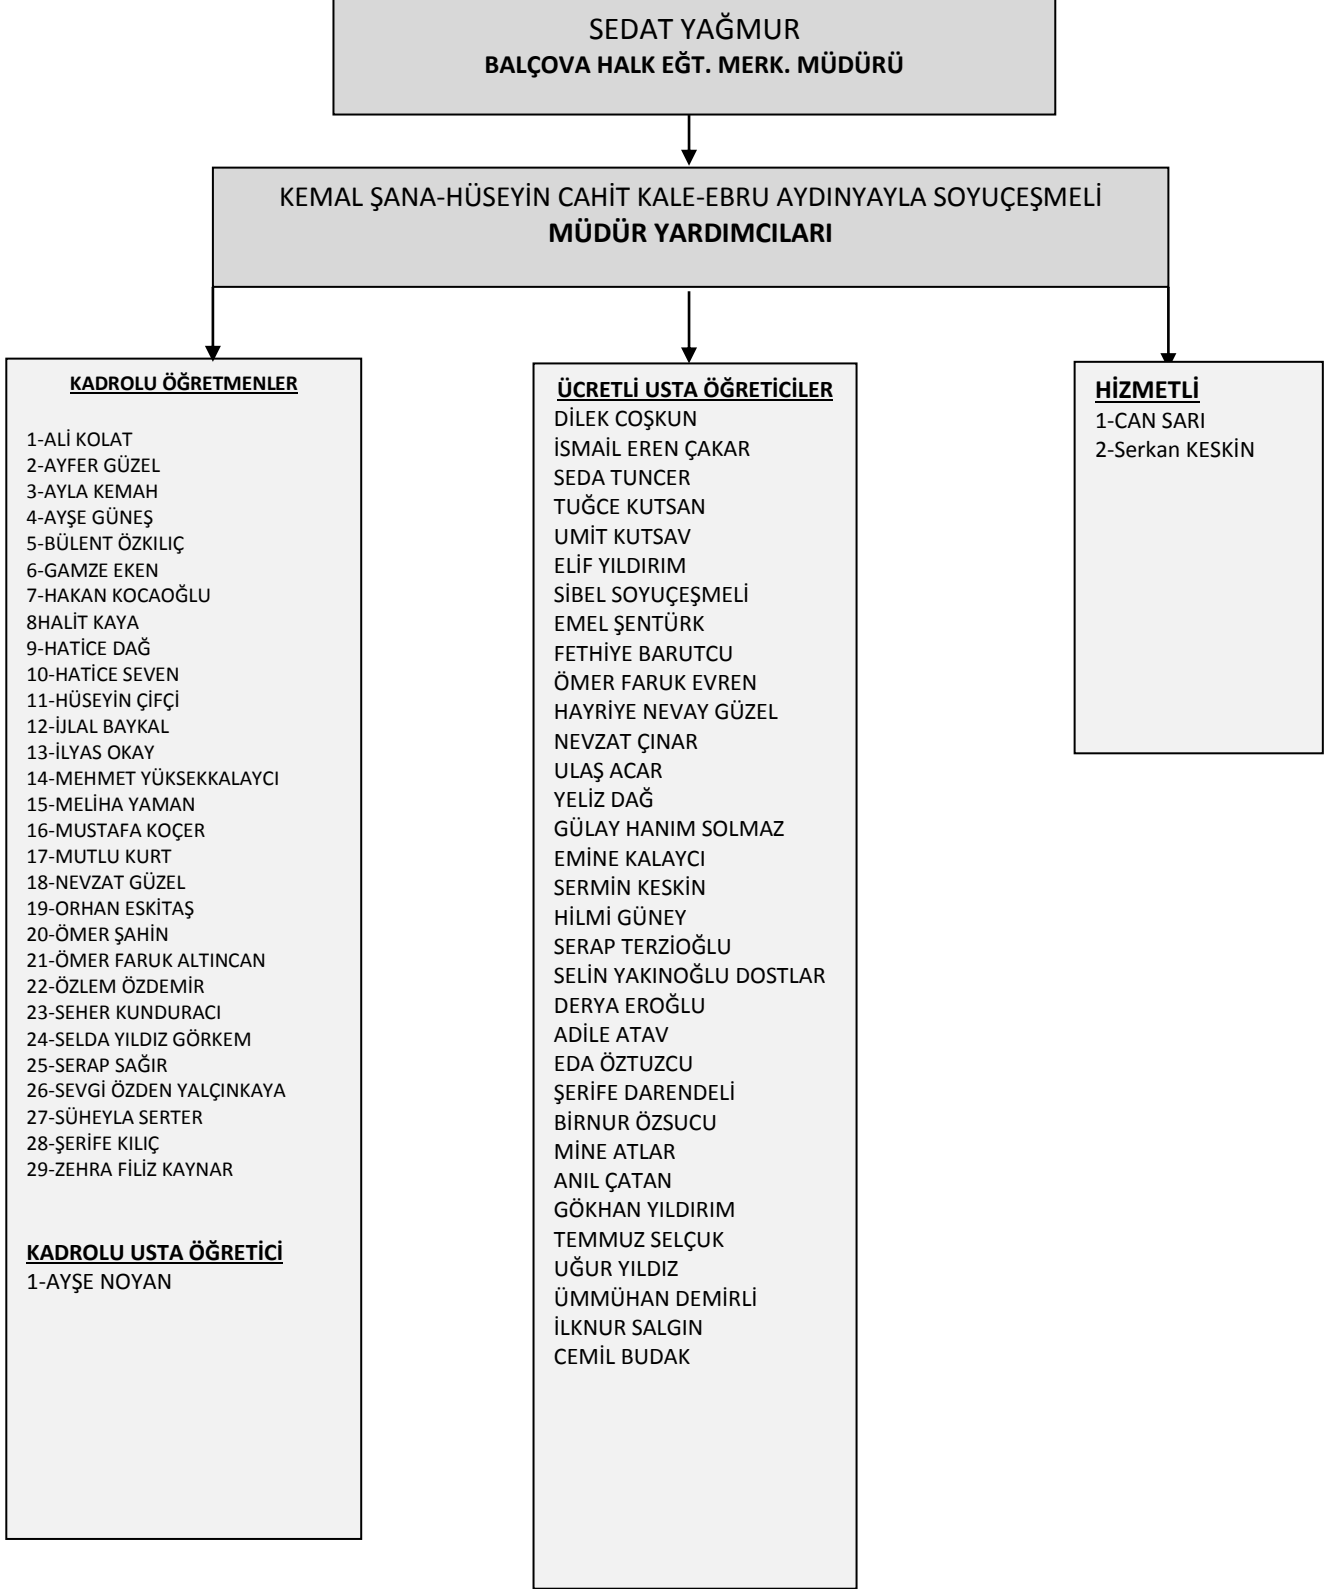 SEDAT YAĞMUR
BALÇOVA HALK EĞT. MERK. MÜDÜRÜ
KEMAL ŞANA-HÜSEYİN CAHİT KALE-EBRU AYDINYAYLA SOYUÇEŞMELİ
MÜDÜR YARDIMCILARI
KADROLU ÖĞRETMENLER
1-ALİ KOLAT
2-AYFER GÜZEL
3-AYLA KEMAH
4-AYŞE GÜNEŞ
5-BÜLENT ÖZKILIÇ
6-GAMZE EKEN
7-HAKAN KOCAOĞLU
8HALİT KAYA
9-HATİCE DAĞ
10-HATİCE SEVEN
11-HÜSEYİN ÇİFÇİ
12-İJLAL BAYKAL
13-İLYAS OKAY
14-MEHMET YÜKSEKKALAYCI
15-MELİHA YAMAN
16-MUSTAFA KOÇER
17-MUTLU KURT
18-NEVZAT GÜZEL
19-ORHAN ESKİTAŞ
20-ÖMER ŞAHİN
21-ÖMER FARUK ALTINCAN
22-ÖZLEM ÖZDEMİR
23-SEHER KUNDURACI
24-SELDA YILDIZ GÖRKEM
25-SERAP SAĞIR
26-SEVGİ ÖZDEN YALÇINKAYA
27-SÜHEYLA SERTER
28-ŞERİFE KILIÇ
29-ZEHRA FİLİZ KAYNAR
KADROLU USTA ÖĞRETİCİ
1-AYŞE NOYAN
ÜCRETLİ USTA ÖĞRETİCİLER
DİLEK COŞKUN
İSMAİL EREN ÇAKAR
SEDA TUNCER
TUĞCE KUTSAN
UMİT KUTSAV
ELİF YILDIRIM
SİBEL SOYUÇEŞMELİ
EMEL ŞENTÜRK
FETHİYE BARUTCU
ÖMER FARUK EVREN
HAYRİYE NEVAY GÜZEL
NEVZAT ÇINAR
ULAŞ ACAR
YELİZ DAĞ
GÜLAY HANIM SOLMAZ
EMİNE KALAYCI
SERMİN KESKİN
HİLMİ GÜNEY
SERAP TERZİOĞLU
SELİN YAKINOĞLU DOSTLAR
DERYA EROĞLU
ADİLE ATAV
EDA ÖZTUZCU
ŞERİFE DARENDELİ
BİRNUR ÖZSUCU
MİNE ATLAR
ANIL ÇATAN
GÖKHAN YILDIRIM
TEMMUZ SELÇUK
UĞUR YILDIZ
ÜMMÜHAN DEMİRLİ
İLKNUR SALGIN
CEMİL BUDAK
HİZMETLİ
1-CAN SARI
2-Serkan KESKİN